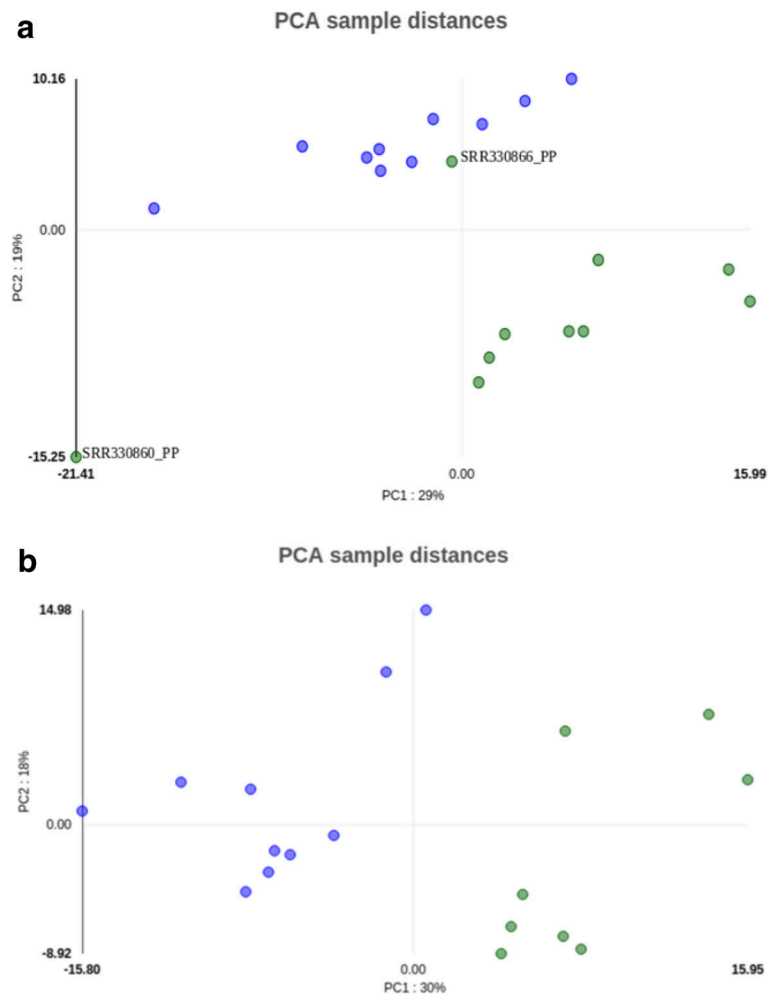 a
PCA sample distances
10.16
SRR330866_PP
0.00
PC2 : 19%
-15.25
SRR330860_PP
-21.41
0.00
15.99
PC1 : 29%
b
PCA sample distances
14.98
PC2 : 18%
0.00
-8.92
-15.80
0.00
15.95
PC1 : 30%